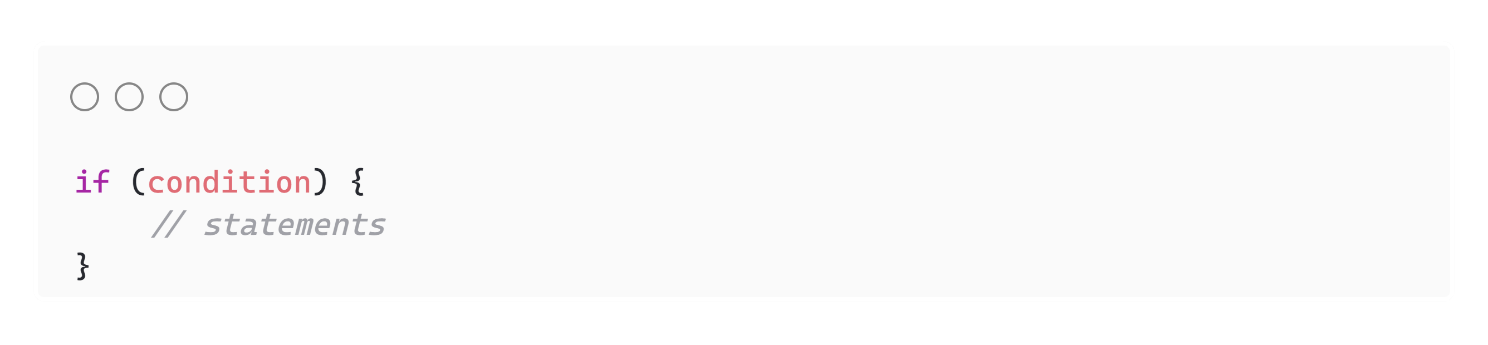 if (condition) {
    // statements
}